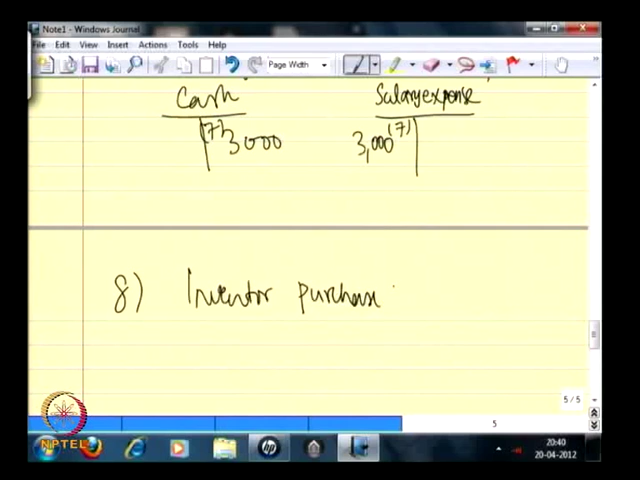 Note1 - Windows Journal
File Edit View Insert Actions Tools Help
Page Width
Cash Salary expense
(7) 3000 3,000 (7)
8) Inventor purchase
5/5
5
NPTEL
20:40
20-04-2012